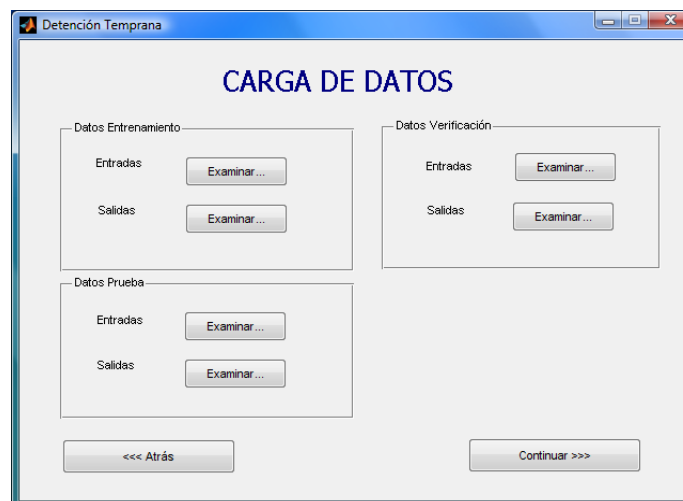 Detención Temprana
CARGA DE DATOS
Datos Entrenamiento
Entradas Examinar...
Salidas Examinar...
Datos Verificación
Entradas Examinar...
Salidas Examinar...
Datos Prueba
Entradas Examinar...
Salidas Examinar...
<<< Atrás
Continuar >>>